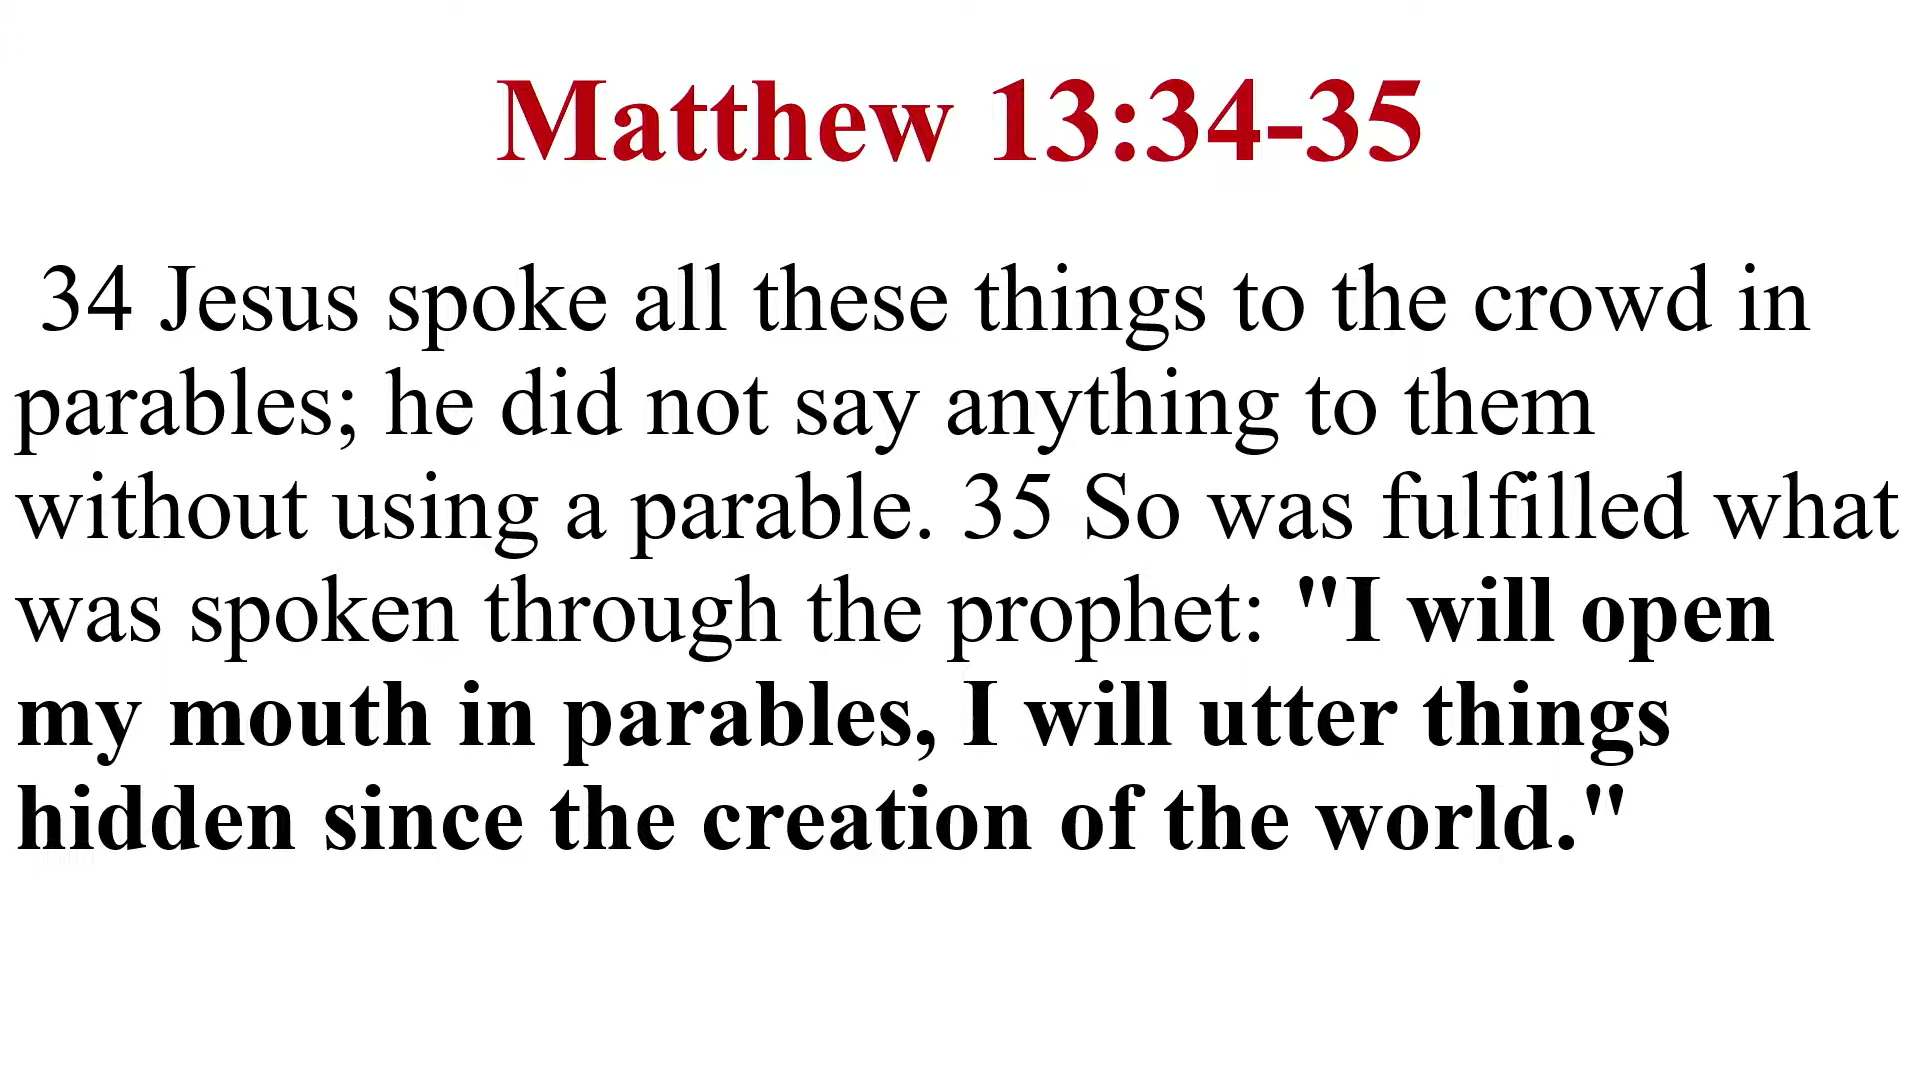 Matthew 13:34-35
34 Jesus spoke all these things to the crowd in
parables; he did not say anything to them
without using a parable. 35 So was fulfilled what
was spoken through the prophet: "I will open
my mouth in parables, I will utter things
hidden since the creation of the world."